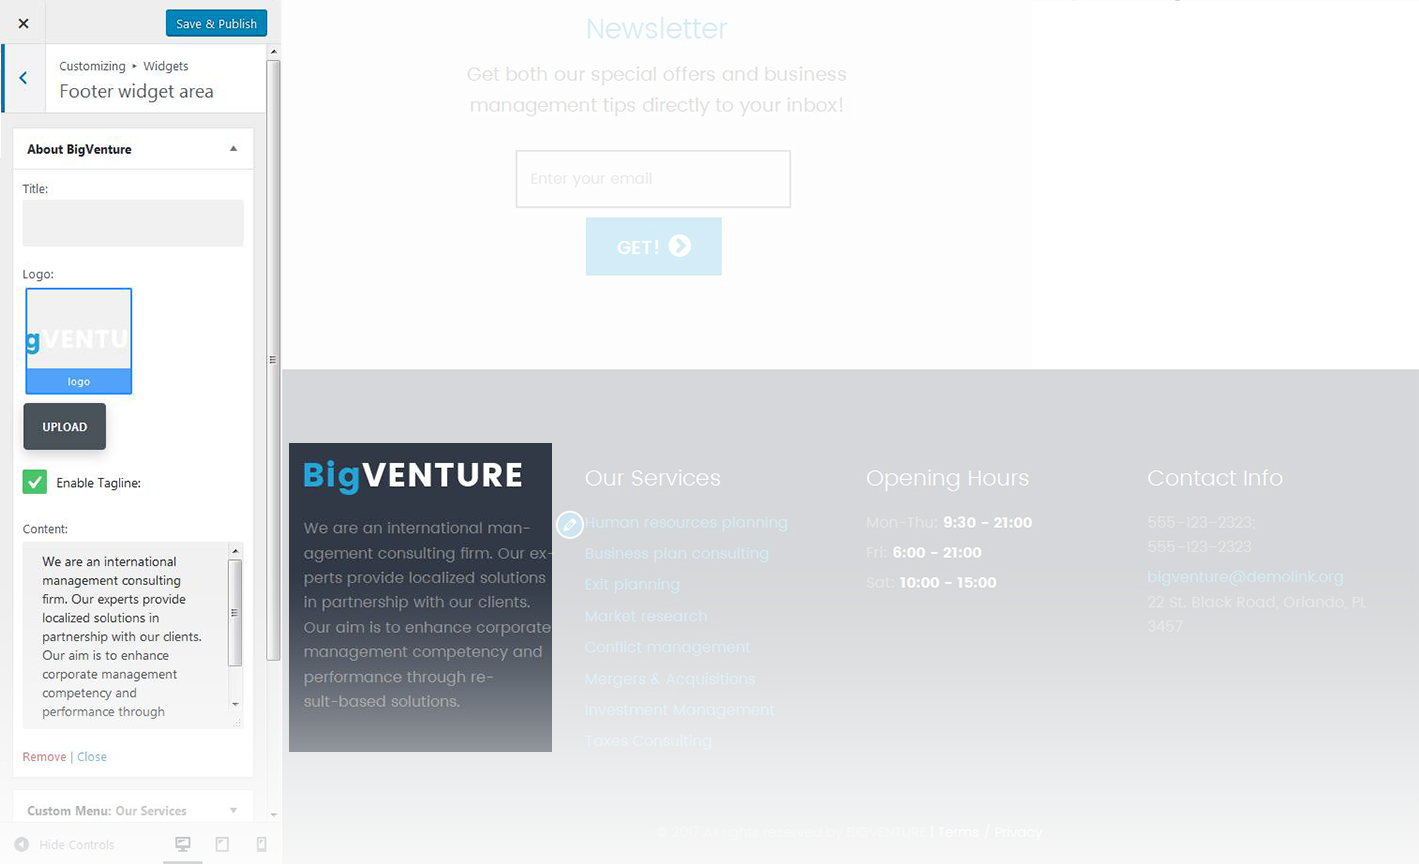 Save & Publish
Customizing ▸ Widgets
Footer widget area
About BigVenture
Title:
Logo:
gVENTU
logo
UPLOAD
Enable Tagline:
Content:
We are an international
management consulting
firm. Our experts provide
localized solutions in
partnership with our clients.
Our aim is to enhance
corporate management
competency and
performance through
Remove | Close
Custom Menu: Our Services
Hide Controls
Newsletter
Get both our special offers and business
management tips directly to your inbox!
Enter your email
GET!
BigVENTURE
We are an international man-
agement consulting firm. Our ex-
perts provide localized solutions
in partnership with our clients.
Our aim is to enhance corporate
management competency and
performance through re-
sult-based solutions.
Our Services
Human resources planning
Business plan consulting
Exit planning
Market research
Conflict management
Mergers & Acquisitions
Investment Management
Taxes Consulting
Opening Hours
Mon-Thu: 9:30 - 21:00
Fri: 6:00 - 21:00
Sat: 10:00 - 15:00
Contact Info
555-123-2323;
555-123-2323
bigventure@demolink.org
22 St. Black Road, Orlando, PL
3457
| Terms / Privacy